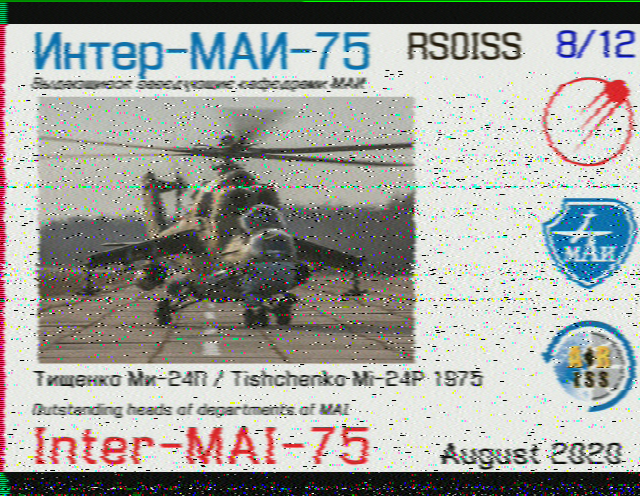 Интер-МАИ-75
RS0ISS
8/12
Выдающиеся заведующие кафедрами МАИ
МАИ
Тищенко Ми-24П / Tishchenko Mi-24P 1975
ARISS
Outstanding heads of departments of MAI
Inter-MAI-75
August 2020